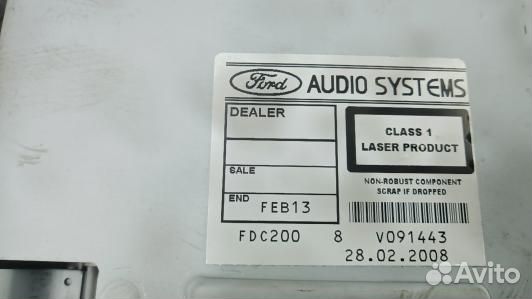 Ford AUDIO SYSTEMS
DEALER
SALE
END FEB13
CLASS 1
LASER PRODUCT
NON-ROBUST COMPONENT
SCRAP IF DROPPED
FDC200 8 V091443
28.02.2008
Avito